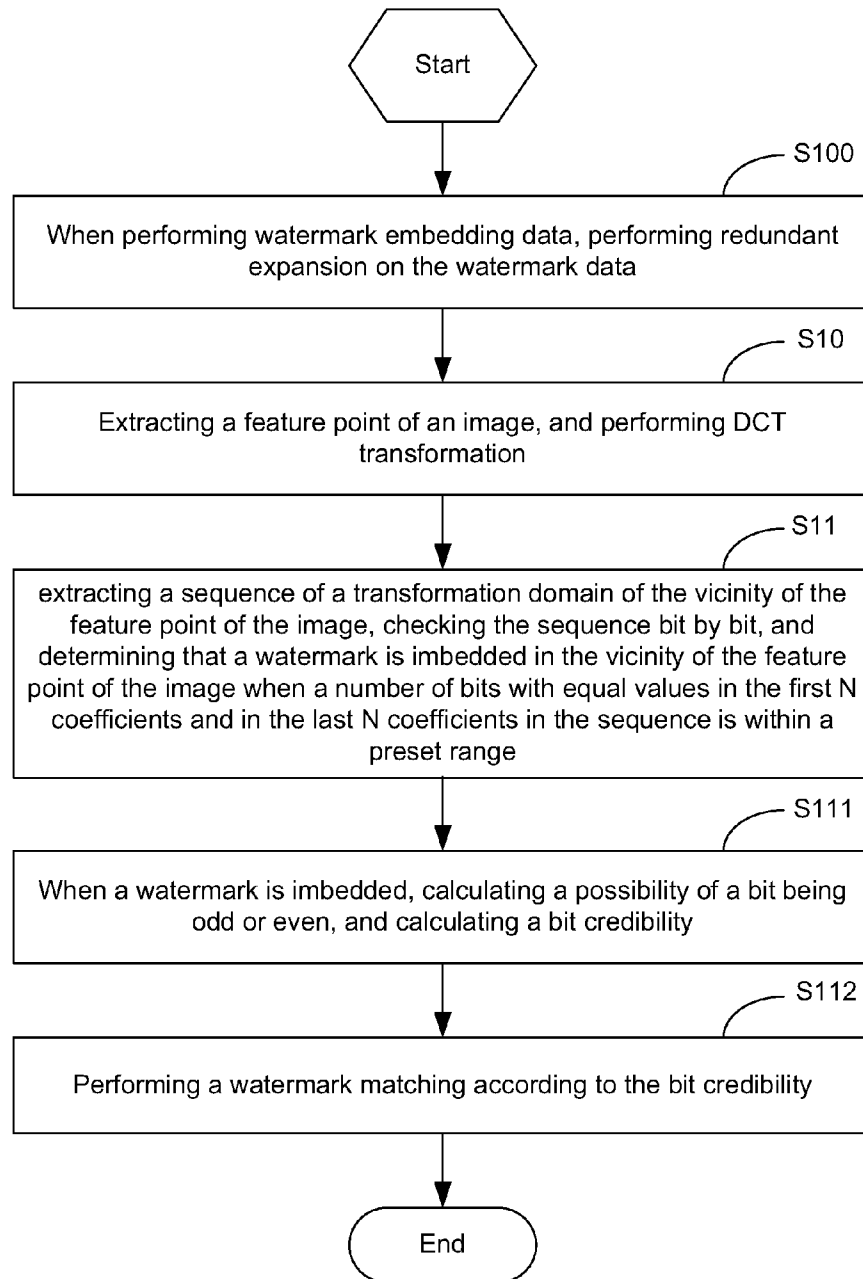 Start
S100
When performing watermark embedding data, performing redundant
expansion on the watermark data
S10
Extracting a feature point of an image, and performing DCT
transformation
S11
extracting a sequence of a transformation domain of the vicinity of the
feature point of the image, checking the sequence bit by bit, and
determining that a watermark is imbedded in the vicinity of the feature
point of the image when a number of bits with equal values in the first N
coefficients and in the last N coefficients in the sequence is within a
preset range
S111
When a watermark is imbedded, calculating a possibility of a bit being
odd or even, and calculating a bit credibility
S112
Performing a watermark matching according to the bit credibility
End